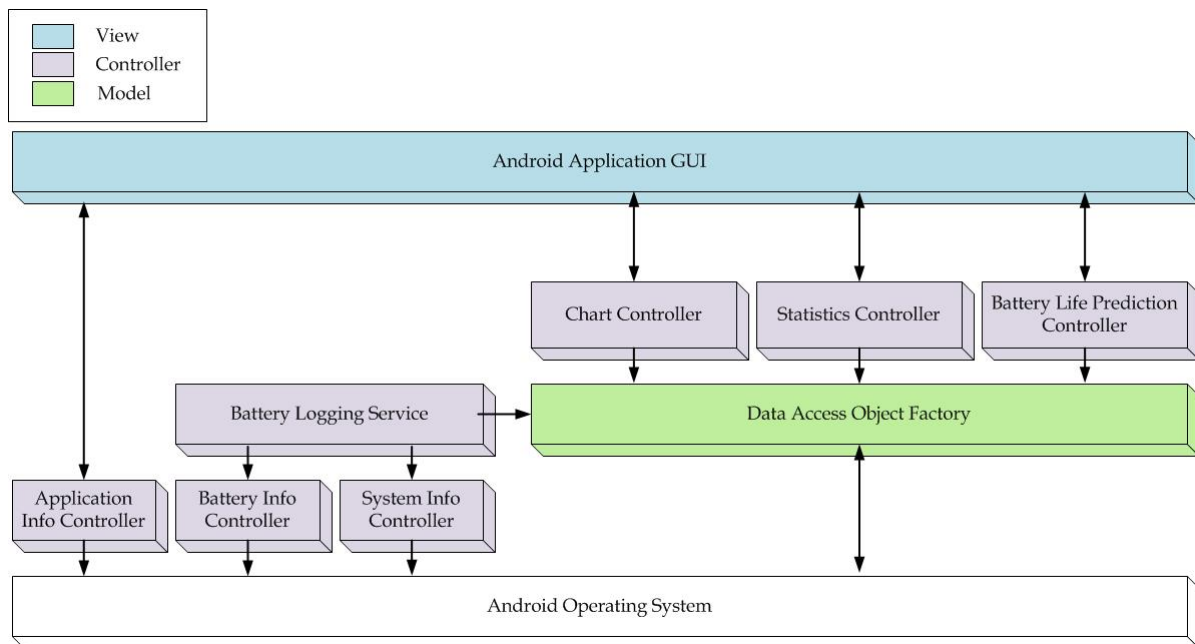 View
Controller
Model
Android Application GUI
Chart Controller
Statistics Controller
Battery Life Prediction
Controller
Battery Logging Service
Data Access Object Factory
Application
Info Controller
Battery Info
Controller
System Info
Controller
Android Operating System